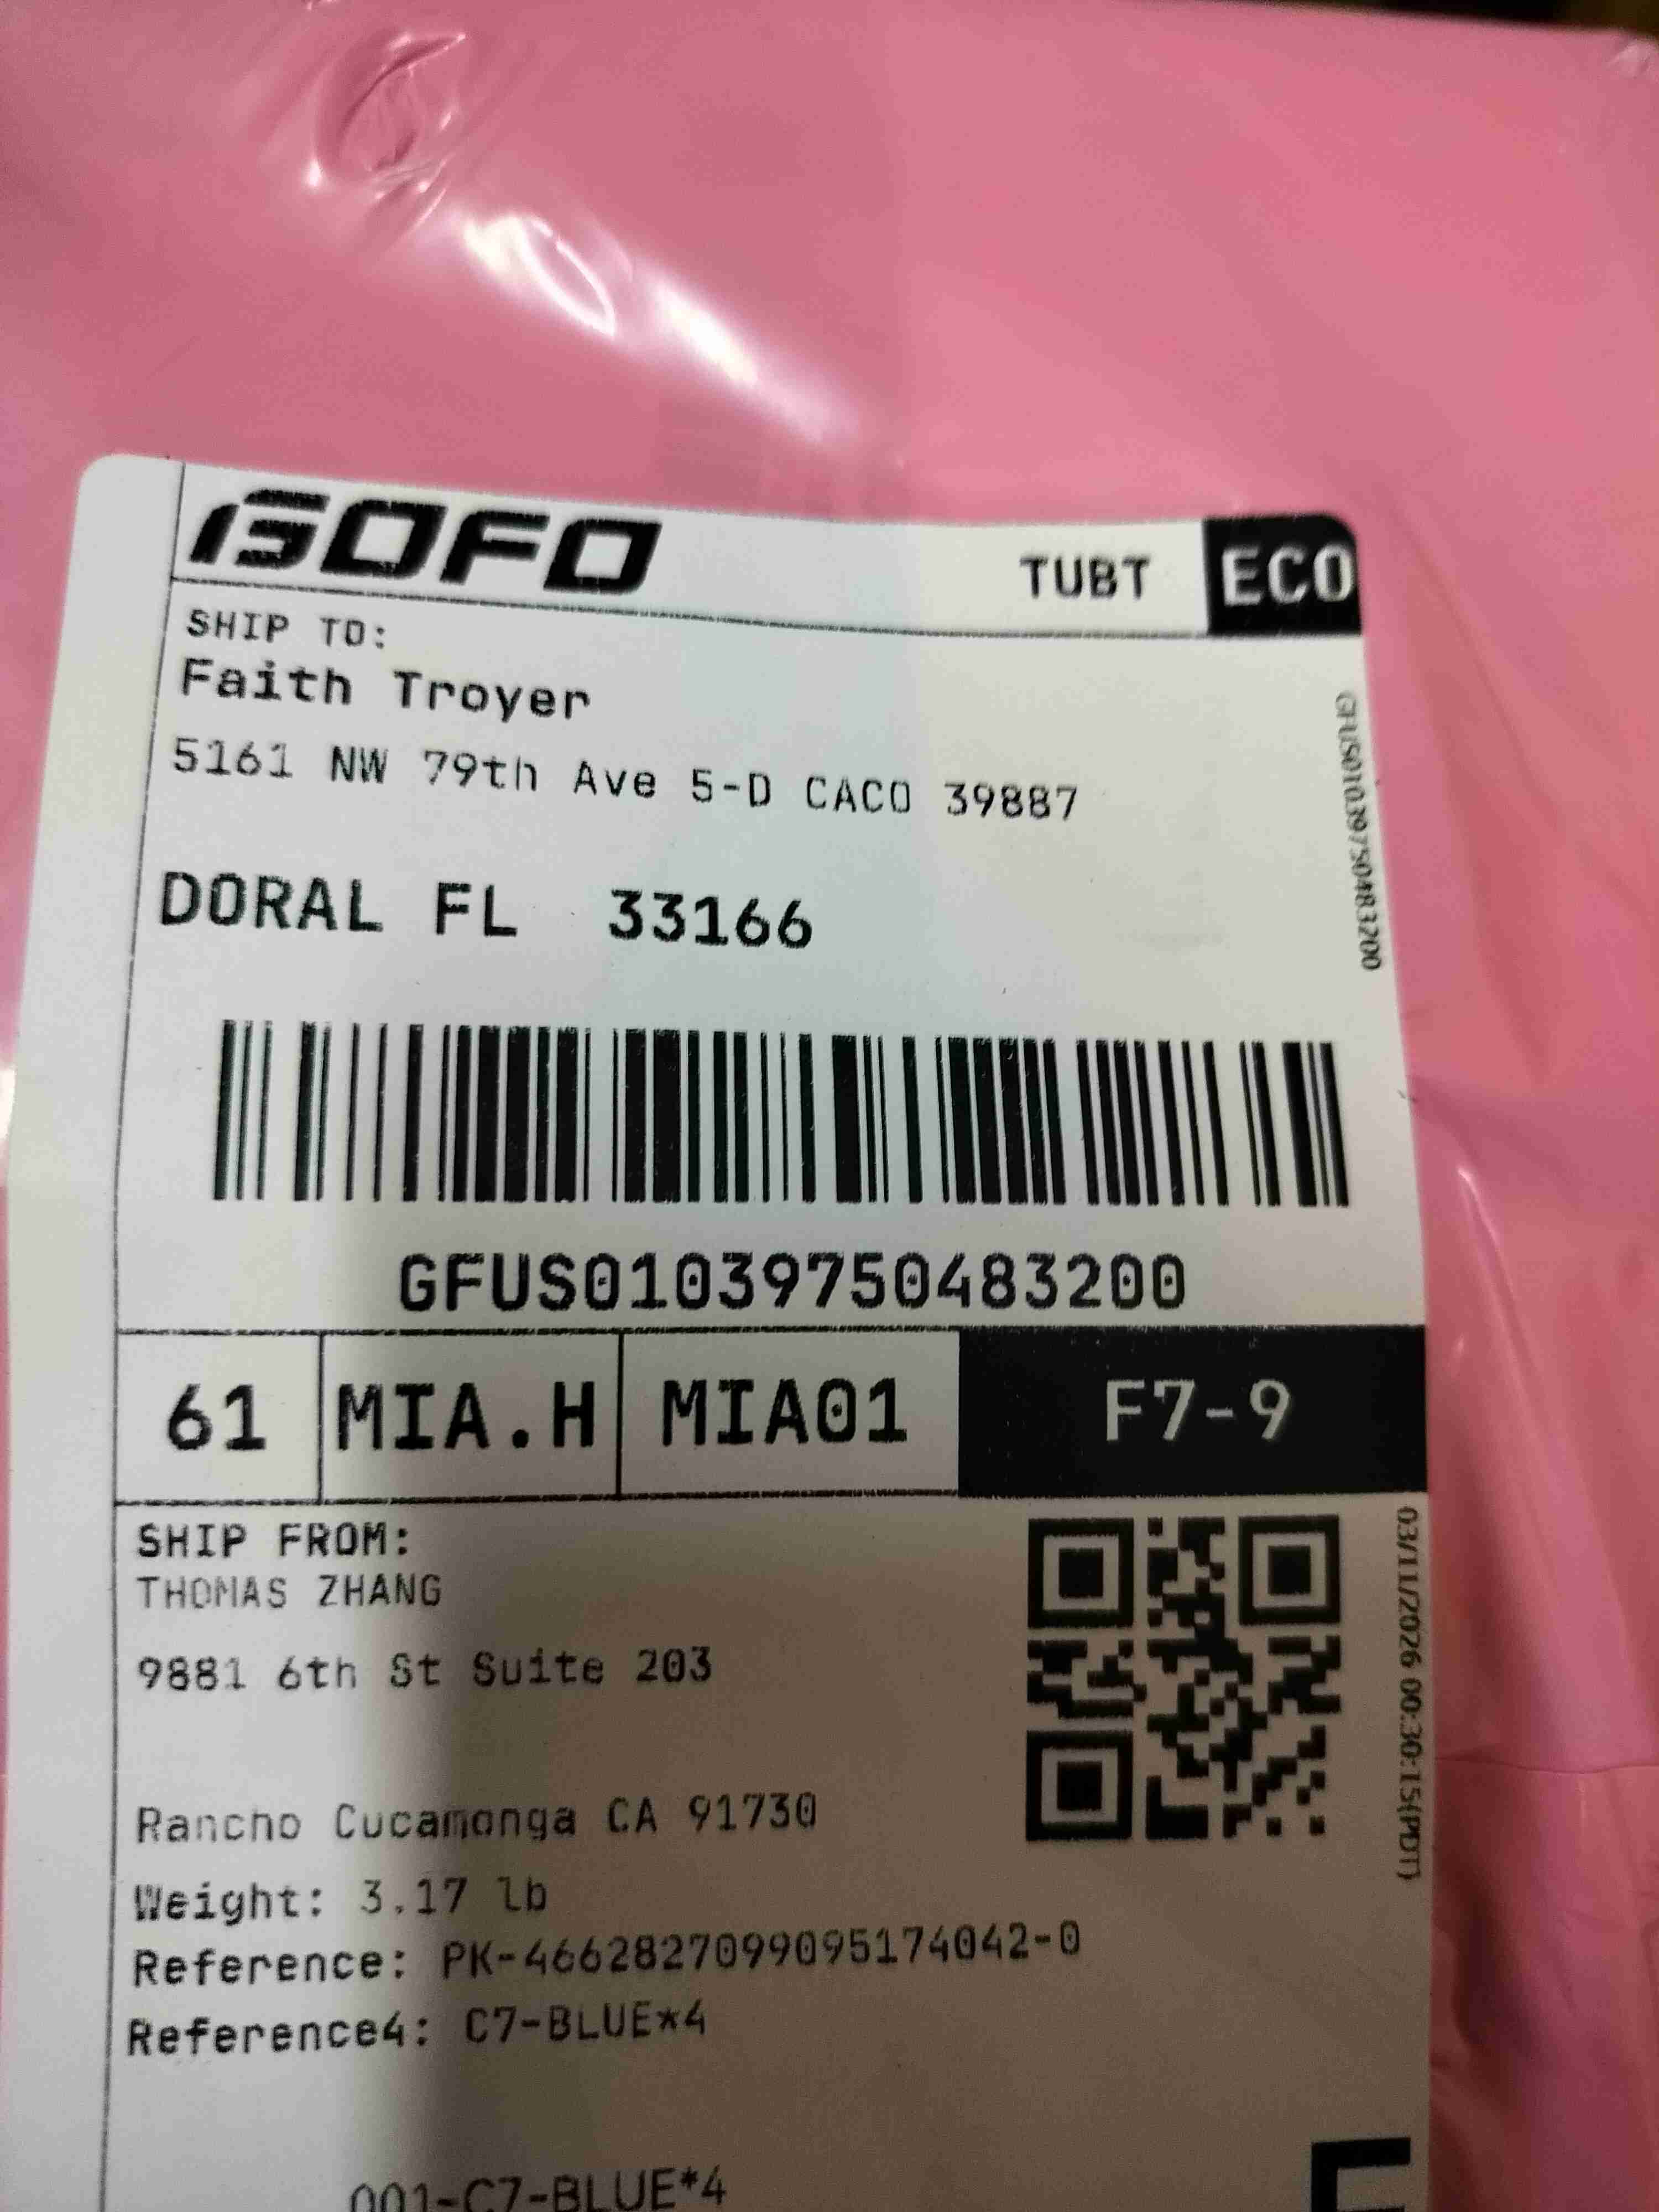 GOFO TUBT ECO
SHIP TO:
Faith Troyer
5161 NW 79th Ave 5-D CACO 39887
DORAL FL 33166
GFUS01039750483200
GFUS01039750483200
61 MIA.H MIA01 F7-9
SHIP FROM:
THOMAS ZHANG
9881 6th St Suite 203
Rancho Cucamonga CA 91730
03/11/2026 00:30:15(PDT)
Weight: 3.17 lb
Reference: PK-4662827099095174042-0
Reference4: C7-BLUE*4
001-C7-BLUE*4